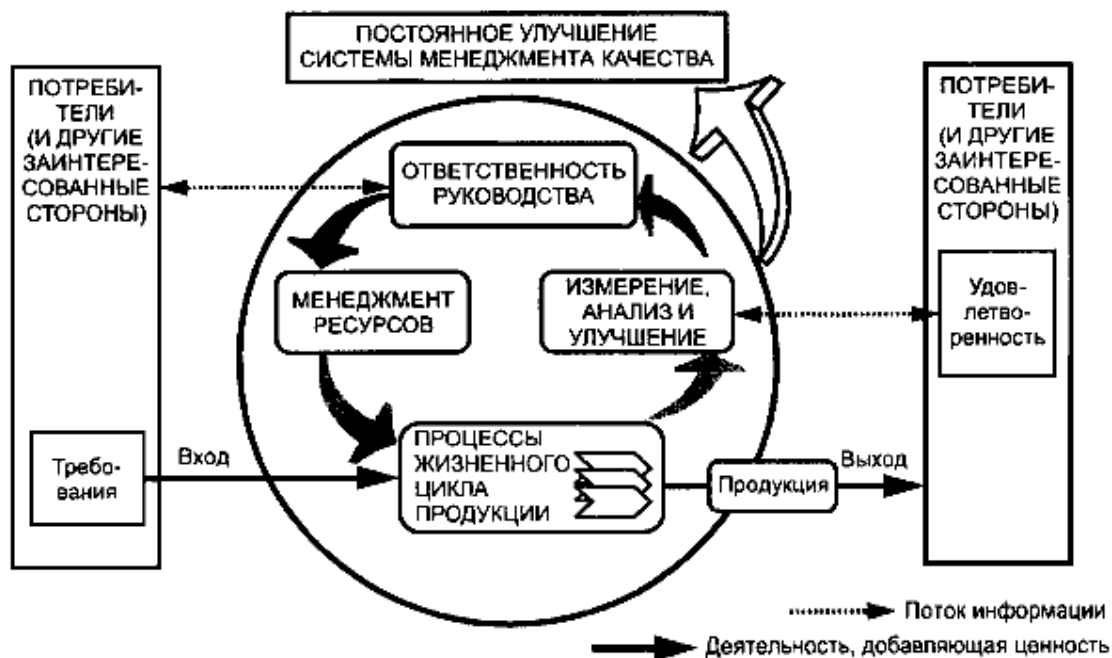 ПОСТОЯННОЕ УЛУЧШЕНИЕ
СИСТЕМЫ МЕНЕДЖМЕНТА КАЧЕСТВА
ПОТРЕБИ-
ТЕЛИ
(И ДРУГИЕ
ЗАИНТЕРЕ-
СОВАННЫЕ
СТОРОНЫ)
Требо-
вания
Вход
ОТВЕТСТВЕННОСТЬ
РУКОВОДСТВА
МЕНЕДЖМЕНТ
РЕСУРСОВ
ИЗМЕРЕНИЕ,
АНАЛИЗ И
УЛУЧШЕНИЕ
ПРОЦЕССЫ
ЖИЗНЕННОГО
ЦИКЛА
ПРОДУКЦИИ
Продукция
Выход
ПОТРЕБИ-
ТЕЛИ
(И ДРУГИЕ
ЗАИНТЕРЕ-
СОВАННЫЕ
СТОРОНЫ)
Удов-
летво-
ренность
Поток информации
Деятельность, добавляющая ценность